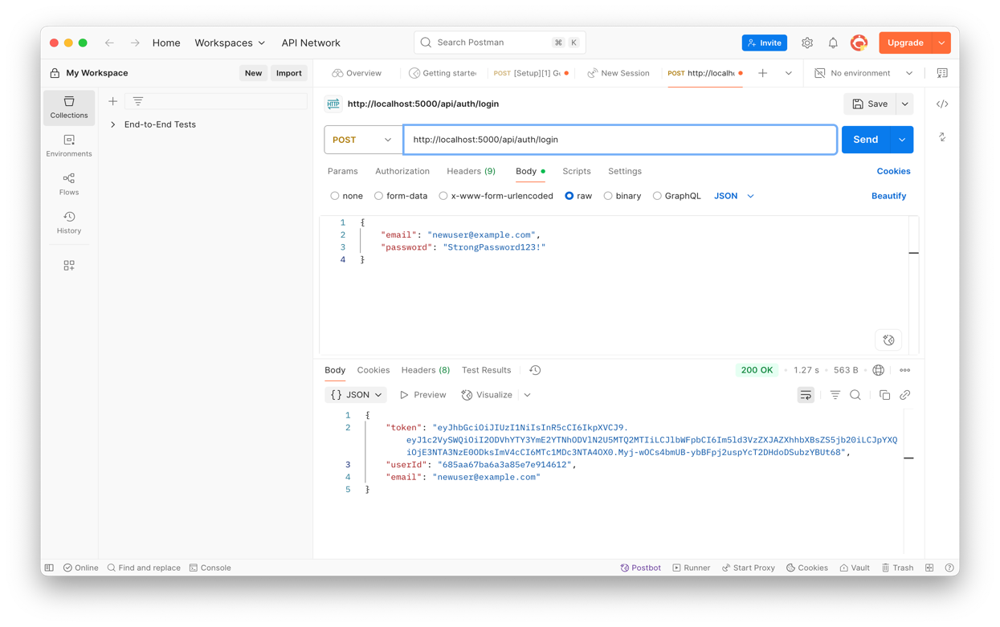 Home Workspaces API Network Search Postman ⌘ K Invite Upgrade
My Workspace New Import Overview Getting starte POST [Setup][1] Ge New Session POST http://localh No environment
Collections
Environments
Flows
History
End-to-End Tests
HTTP http://localhost:5000/api/auth/login Save
POST http://localhost:5000/api/auth/login Send
Params Authorization Headers (9) Body Scripts Settings Cookies
none form-data x-www-form-urlencoded raw binary GraphQL JSON Beautify
1 {
2 "email": "newuser@example.com",
3 "password": "StrongPassword123!"
4 }
Body Cookies Headers (8) Test Results 200 OK • 1.27 s • 563 B •
{} JSON Preview Visualize
1 {
2 "token": "eyJhbGciOiJIUzI1NiIsInR5cCI6IkpXVCJ9.
eyJ1c2VySWQiOiI2ODVhYTY3YmE2YTNhODVlN2U5MTQ2MTIiLCJlbWFpbCI6Im5ld3VzZXJAZXhhbXBsZS5jb20iLCJpYXQ
iOjE3NTA3NzE0ODksImV4cCI6MTc1MDc3NTA4OX0.Myj-wOCs4bmUB-ybBFpj2uspYcT2DHdoDSubzYBUt68",
3 "userId": "685aa67ba6a3a85e7e914612",
4 "email": "newuser@example.com"
5 }
Online Find and replace Console Postbot Runner Start Proxy Cookies Vault Trash